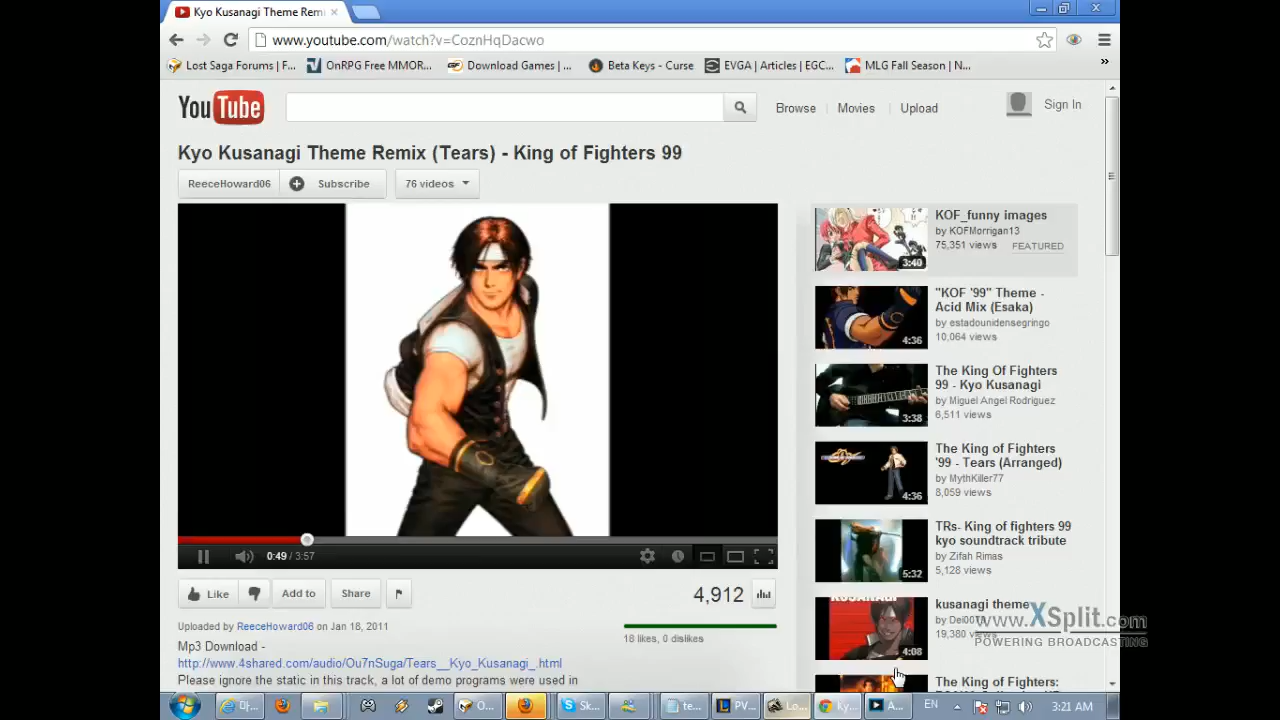 Kyo Kusanagi Theme Remi
www.youtube.com/watch?v=CoznHqDacwo
Lost Saga Forums | F...
OnRPG Free MMOR...
Download Games | ...
Beta Keys - Curse
EVGA | Articles | EGC...
MLG Fall Season | N...
YouTube
Browse
Movies
Upload
Sign In
Kyo Kusanagi Theme Remix (Tears) - King of Fighters 99
ReeceHoward06
Subscribe
76 videos
0:49 / 3:57
Like
Add to
Share
4,912
Uploaded by ReeceHoward06 on Jan 18, 2011
18 likes, 0 dislikes
Mp3 Download -
http://www.4shared.com/audio/Ou7nSuga/Tears__Kyo_Kusanagi_.html
Please ignore the static in this track, a lot of demo programs were used in
KOF_funny images
by KOFMorrigan13
75,351 views
FEATURED
3:40
"KOF '99" Theme -
Acid Mix (Esaka)
by estadounidensegringo
10,064 views
4:36
The King Of Fighters
99 - Kyo Kusanagi
by Miguel Angel Rodriguez
6,511 views
3:38
The King of Fighters
'99 - Tears (Arranged)
by MythKiller77
8,059 views
4:36
TRs- King of fighters 99
kyo soundtrack tribute
by Zifah Rimas
5,128 views
5:32
kusanagi theme
19,380
4:08
www.XSplit.com
POWERING BROADCASTING
The King of Fighters:
O...
Sk...
te...
PV...
Lo...
Ky...
A...
EN
3:21 AM